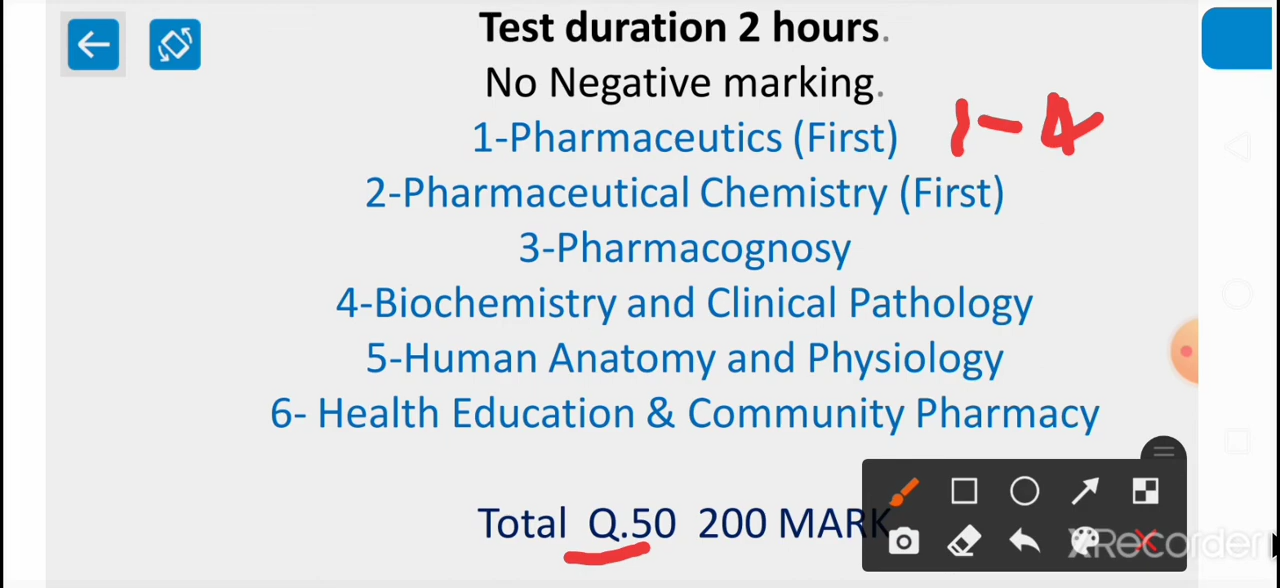 Test duration 2 hours.
No Negative marking.
1-Pharmaceutics (First) 1-4
2-Pharmaceutical Chemistry (First)
3-Pharmacognosy
4-Biochemistry and Clinical Pathology
5-Human Anatomy and Physiology
6- Health Education & Community Pharmacy
Total Q.50 200 MARK
XRecorder